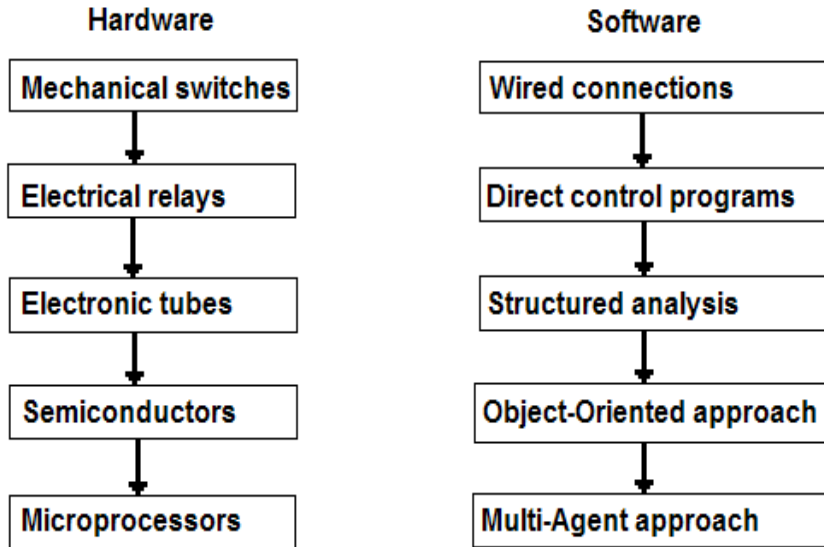 Hardware
Mechanical switches
Electrical relays
Electronic tubes
Semiconductors
Microprocessors
Software
Wired connections
Direct control programs
Structured analysis
Object-Oriented approach
Multi-Agent approach